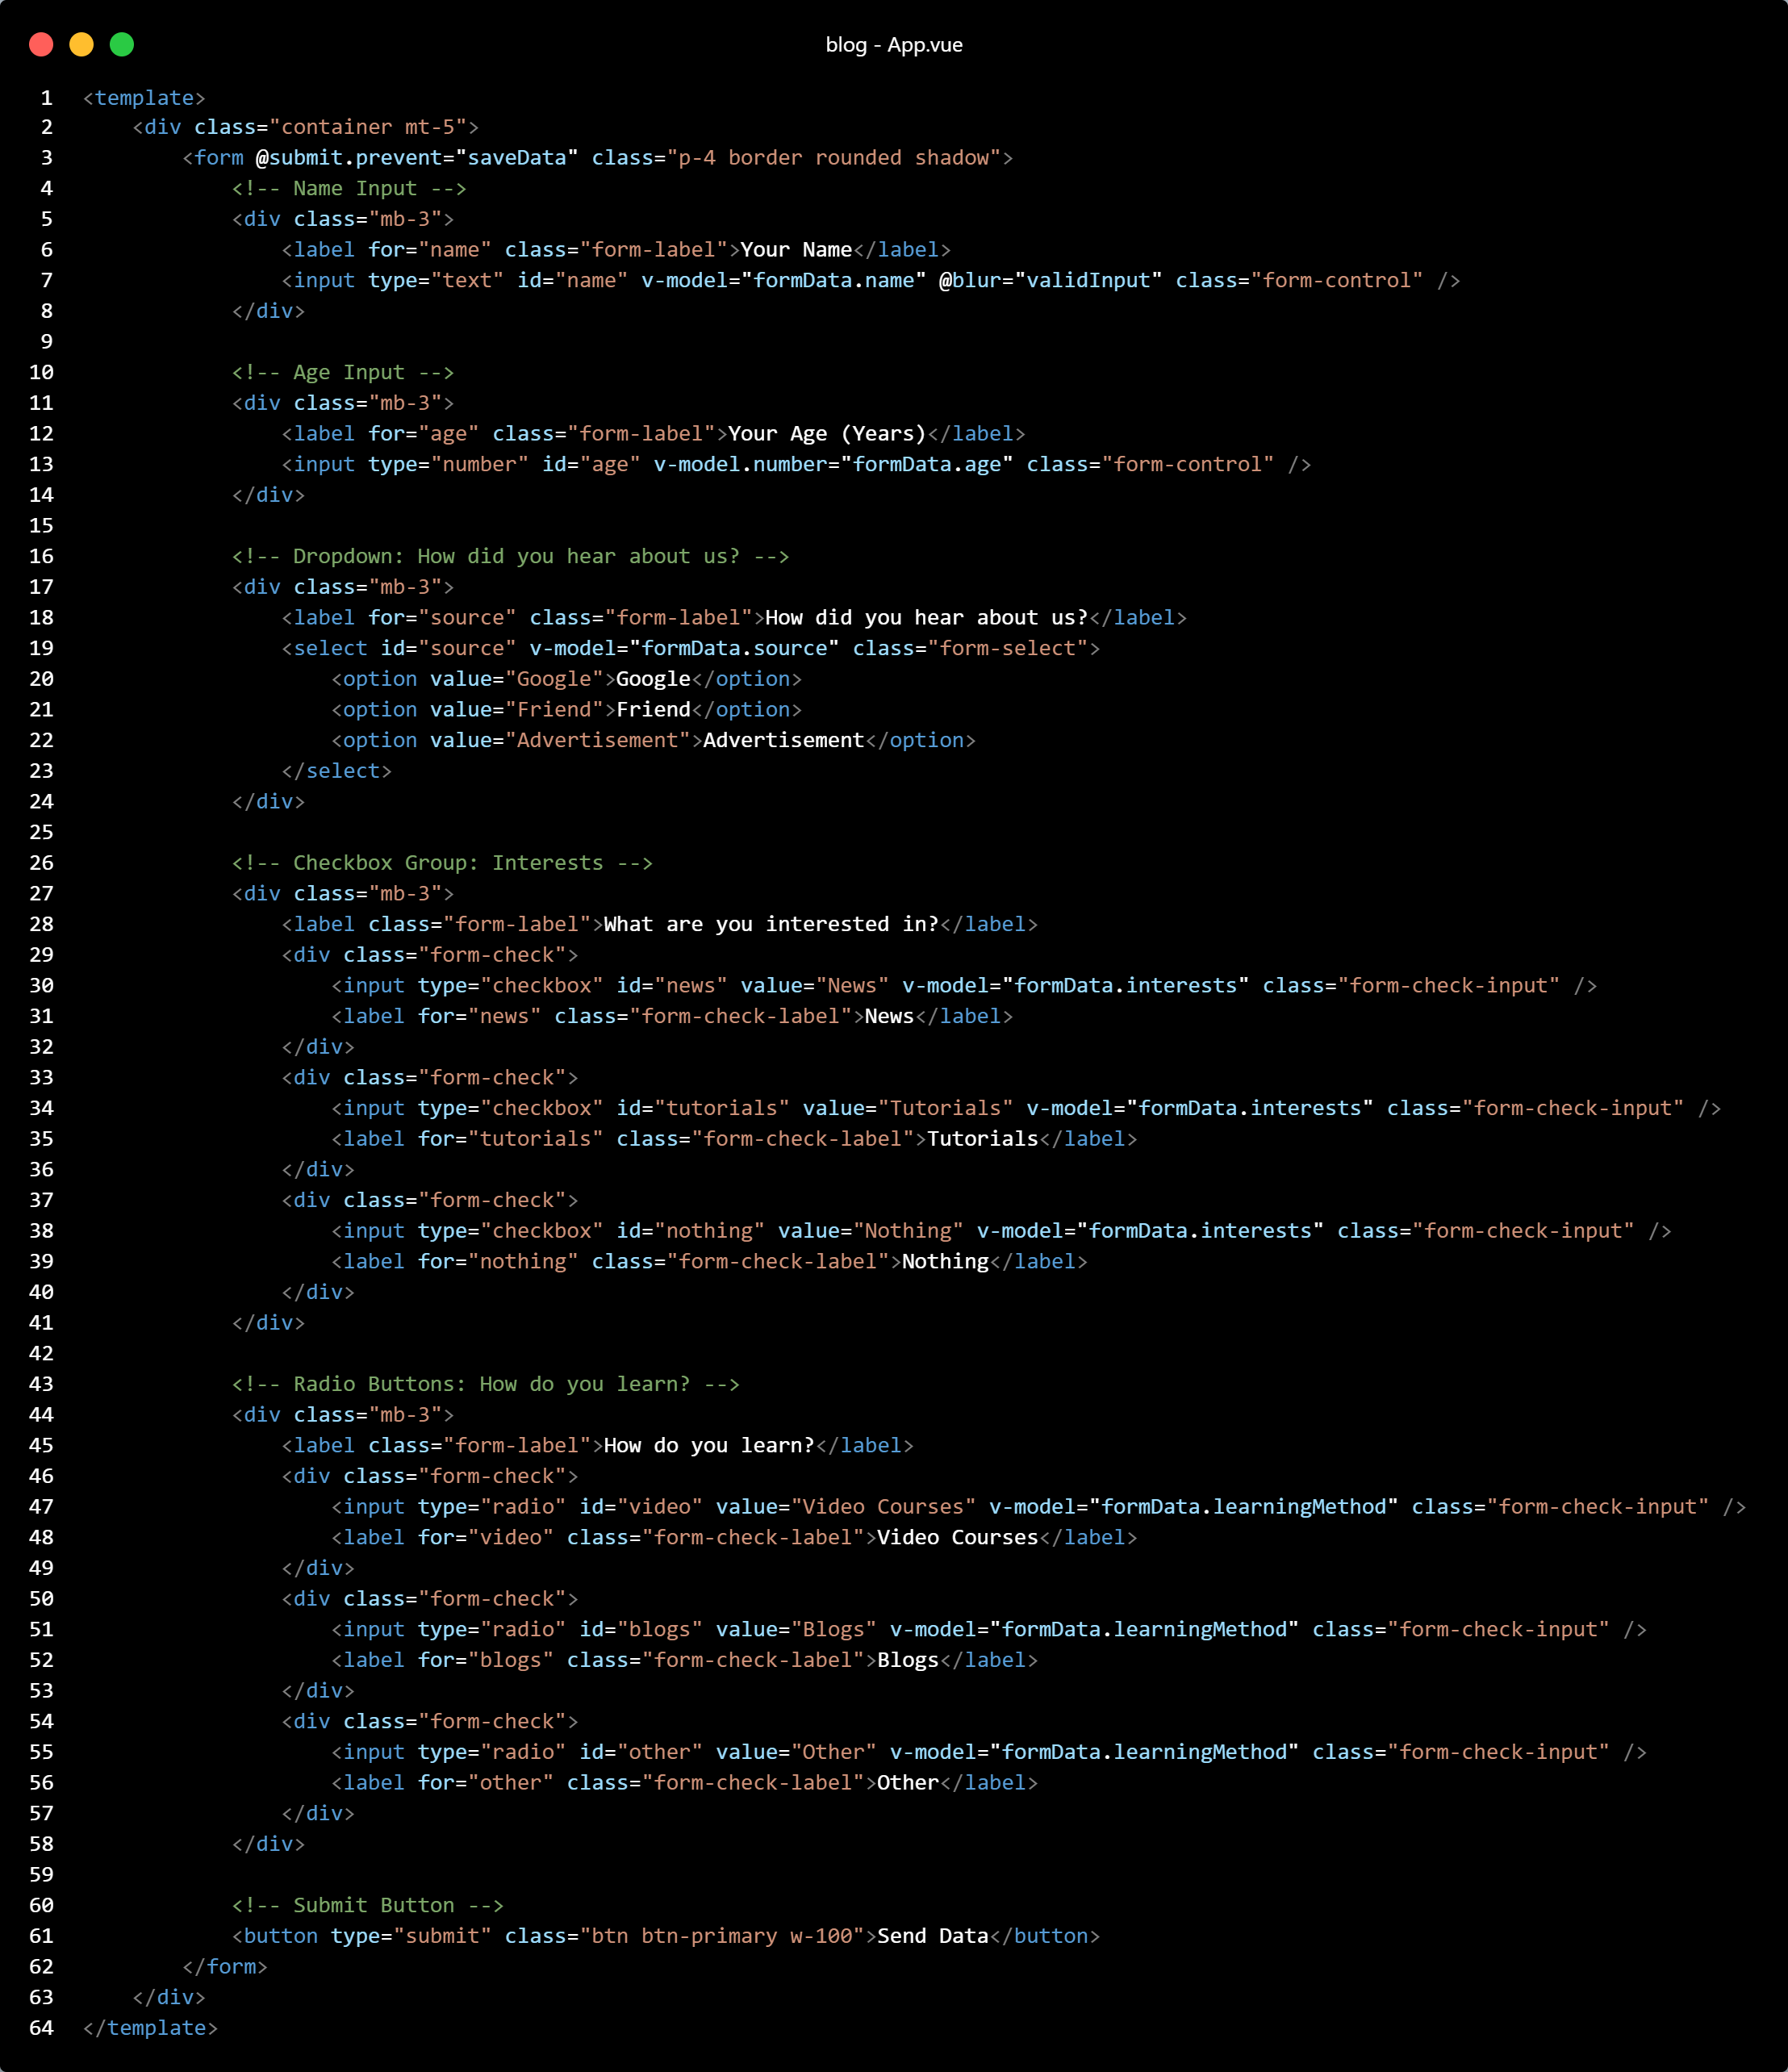 blog - App.vue
1 <template>
2     <div class="container mt-5">
3         <form @submit.prevent="saveData" class="p-4 border rounded shadow">
4             <!-- Name Input -->
5             <div class="mb-3">
6                 <label for="name" class="form-label">Your Name</label>
7                 <input type="text" id="name" v-model="formData.name" @blur="validInput" class="form-control" />
8             </div>
9
10             <!-- Age Input -->
11             <div class="mb-3">
12                 <label for="age" class="form-label">Your Age (Years)</label>
13                 <input type="number" id="age" v-model.number="formData.age" class="form-control" />
14             </div>
15
16             <!-- Dropdown: How did you hear about us? -->
17             <div class="mb-3">
18                 <label for="source" class="form-label">How did you hear about us?</label>
19                 <select id="source" v-model="formData.source" class="form-select">
20                     <option value="Google">Google</option>
21                     <option value="Friend">Friend</option>
22                     <option value="Advertisement">Advertisement</option>
23                 </select>
24             </div>
25
26             <!-- Checkbox Group: Interests -->
27             <div class="mb-3">
28                 <label class="form-label">What are you interested in?</label>
29                 <div class="form-check">
30                     <input type="checkbox" id="news" value="News" v-model="formData.interests" class="form-check-input" />
31                     <label for="news" class="form-check-label">News</label>
32                 </div>
33                 <div class="form-check">
34                     <input type="checkbox" id="tutorials" value="Tutorials" v-model="formData.interests" class="form-check-input" />
35                     <label for="tutorials" class="form-check-label">Tutorials</label>
36                 </div>
37                 <div class="form-check">
38                     <input type="checkbox" id="nothing" value="Nothing" v-model="formData.interests" class="form-check-input" />
39                     <label for="nothing" class="form-check-label">Nothing</label>
40                 </div>
41             </div>
42
43             <!-- Radio Buttons: How do you learn? -->
44             <div class="mb-3">
45                 <label class="form-label">How do you learn?</label>
46                 <div class="form-check">
47                     <input type="radio" id="video" value="Video Courses" v-model="formData.learningMethod" class="form-check-input" />
48                     <label for="video" class="form-check-label">Video Courses</label>
49                 </div>
50                 <div class="form-check">
51                     <input type="radio" id="blogs" value="Blogs" v-model="formData.learningMethod" class="form-check-input" />
52                     <label for="blogs" class="form-check-label">Blogs</label>
53                 </div>
54                 <div class="form-check">
55                     <input type="radio" id="other" value="Other" v-model="formData.learningMethod" class="form-check-input" />
56                     <label for="other" class="form-check-label">Other</label>
57                 </div>
58             </div>
59
60             <!-- Submit Button -->
61             <button type="submit" class="btn btn-primary w-100">Send Data</button>
62         </form>
63     </div>
64 </template>